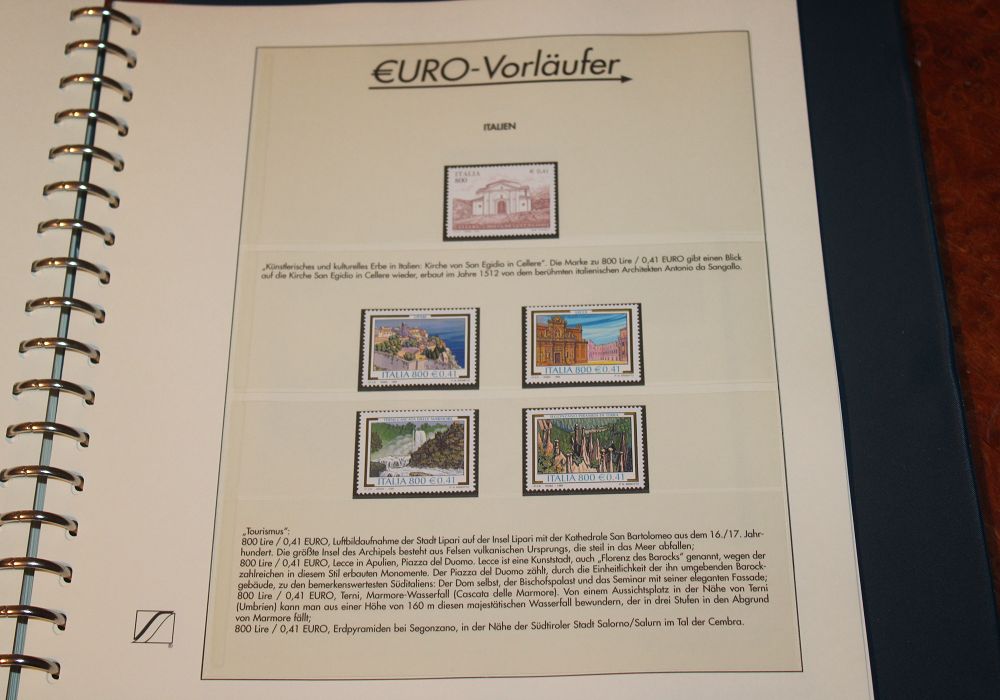 €URO-Vorläufer
ITALIEN
ITALIA
800
€ 0,41
„Künstlerisches und kulturelles Erbe in Italien: Kirche von San Egidio in Cellere". Die Marke zu 800 Lire / 0,41 EURO gibt einen Blick
auf die Kirche San Egidio in Cellere wieder, erbaut im Jahre 1512 von dem berühmten italienischen Architekten Antonio da Sangallo.
ITALIA 800 € 0.41
ITALIA 800 € 0.41
ITALIA 800 € 0.41
ITALIA 800 € 0.41
„Tourismus":
800 Lire / 0,41 EURO, Luftbildaufnahme der Stadt Lipari auf der Insel Lipari mit der Kathedrale San Bartolomeo aus dem 16./17. Jahr-
hundert. Die größte Insel des Archipels besteht aus Felsen vulkanischen Ursprungs, die steil in das Meer abfallen;
800 Lire / 0,41 EURO, Lecce in Apulien, Piazza del Duomo. Lecce ist eine Kunststadt, auch „Florenz des Barocks" genannt, wegen der
zahlreichen in diesem Stil erbauten Monumente. Der Piazza del Duomo zählt, durch die Einheitlichkeit der ihn umgebenden Barock-
gebäude, zu den bemerkenswertesten Süditaliens: Der Dom selbst, der Bischofspalast und das Seminar mit seiner eleganten Fassade;
800 Lire / 0,41 EURO, Terni, Marmore-Wasserfall (Cascata delle Marmore). Von einem Aussichtsplatz in der Nähe von Terni
(Umbrien) kann man aus einer Höhe von 160 m diesen majestätischen Wasserfall bewundern, der in drei Stufen in den Abgrund
von Marmore fällt;
800 Lire / 0,41 EURO, Erdpyramiden bei Segonzano, in der Nähe der Südtiroler Stadt Salorno/Salurn im Tal der Cembra.